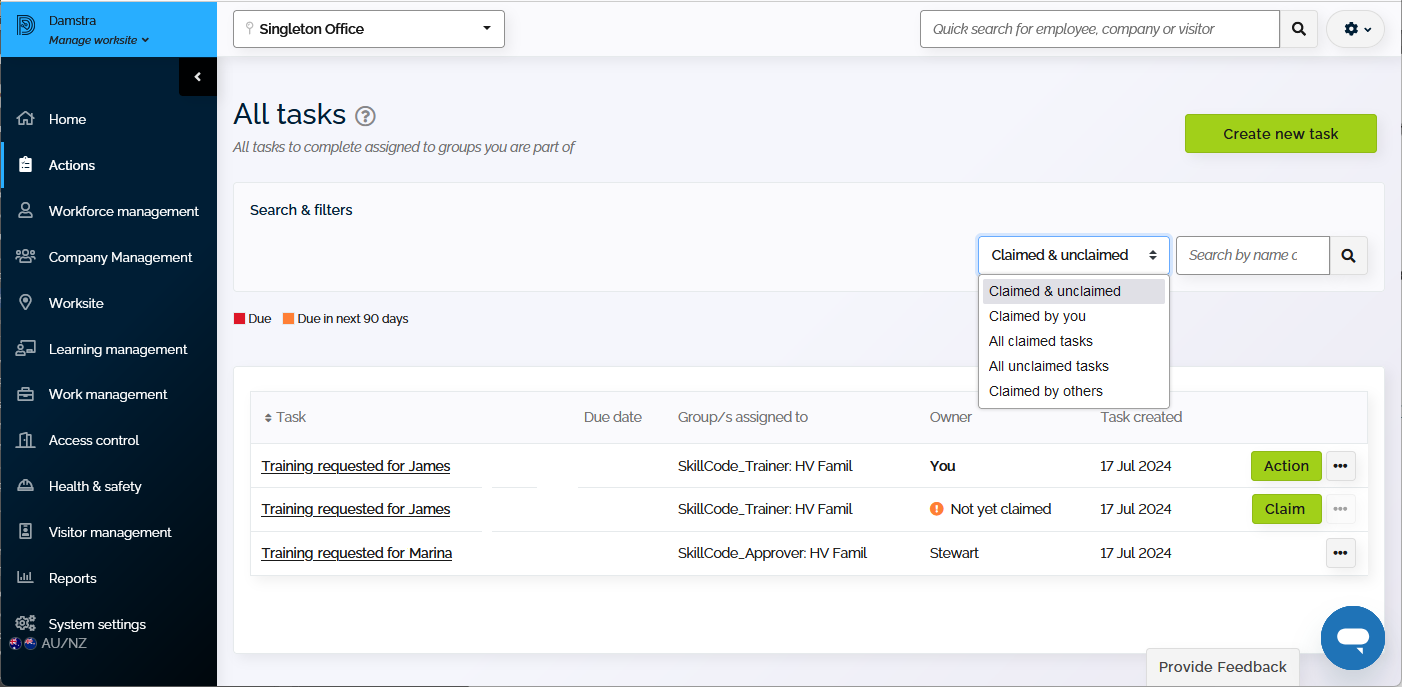 Damstra
Manage worksite
Singleton Office
Quick search for employee, company or visitor
Home
Actions
Workforce management
Company Management
Worksite
Learning management
Work management
Access control
Health & safety
Visitor management
Reports
System settings
AU/NZ
All tasks ?
All tasks to complete assigned to groups you are part of
Create new task
Search & filters
Claimed & unclaimed
Search by name c
Claimed & unclaimed
Claimed by you
All claimed tasks
All unclaimed tasks
Claimed by others
Due Due in next 90 days
Task Due date Group/s assigned to Owner Task created
Training requested for James SkillCode_Trainer: HV Famil You 17 Jul 2024 Action
Training requested for James SkillCode_Trainer: HV Famil Not yet claimed 17 Jul 2024 Claim
Training requested for Marina SkillCode_Approver: HV Famil Stewart 17 Jul 2024
Provide Feedback